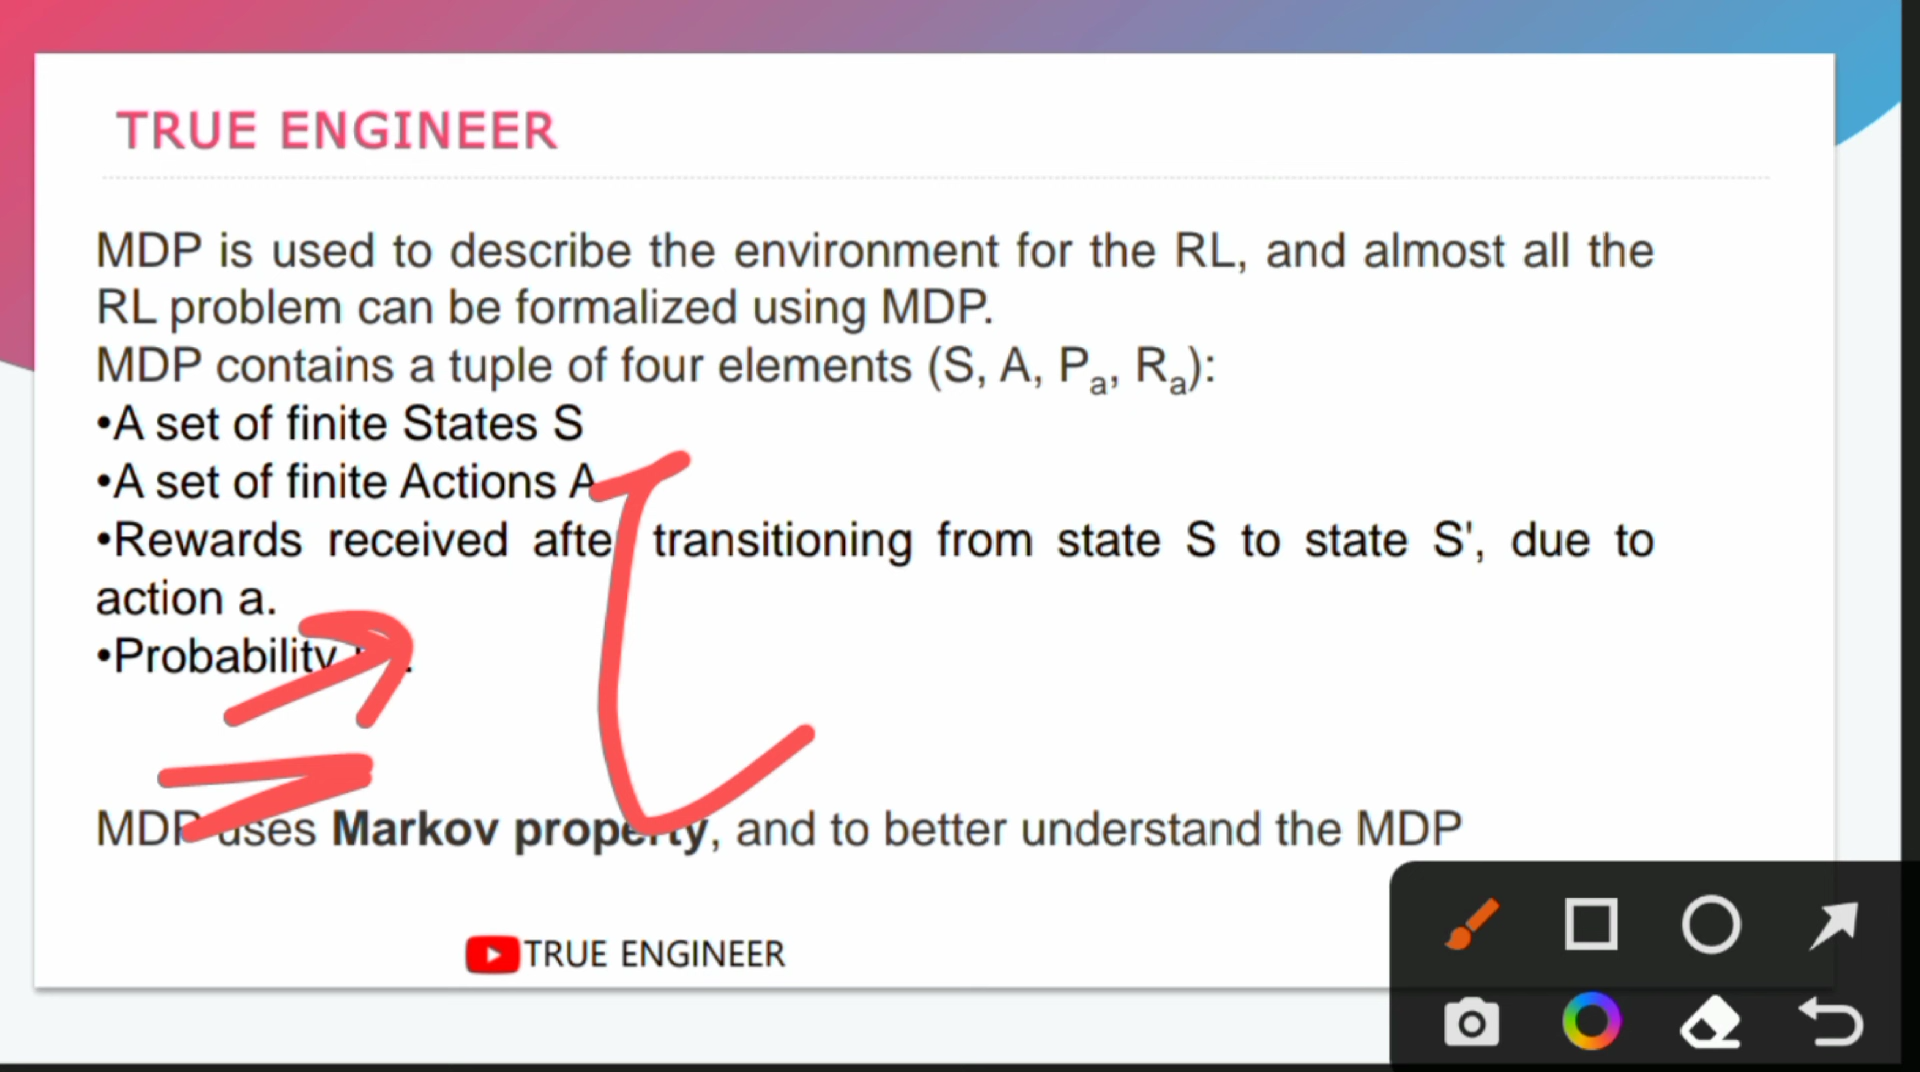 TRUE ENGINEER
MDP is used to describe the environment for the RL, and almost all the
RL problem can be formalized using MDP.
MDP contains a tuple of four elements (S, A, Pa, Ra):
•A set of finite States S
•A set of finite Actions A
•Rewards received after transitioning from state S to state S', due to
action a.
•Probability
MDP uses Markov property, and to better understand the MDP
TRUE ENGINEER